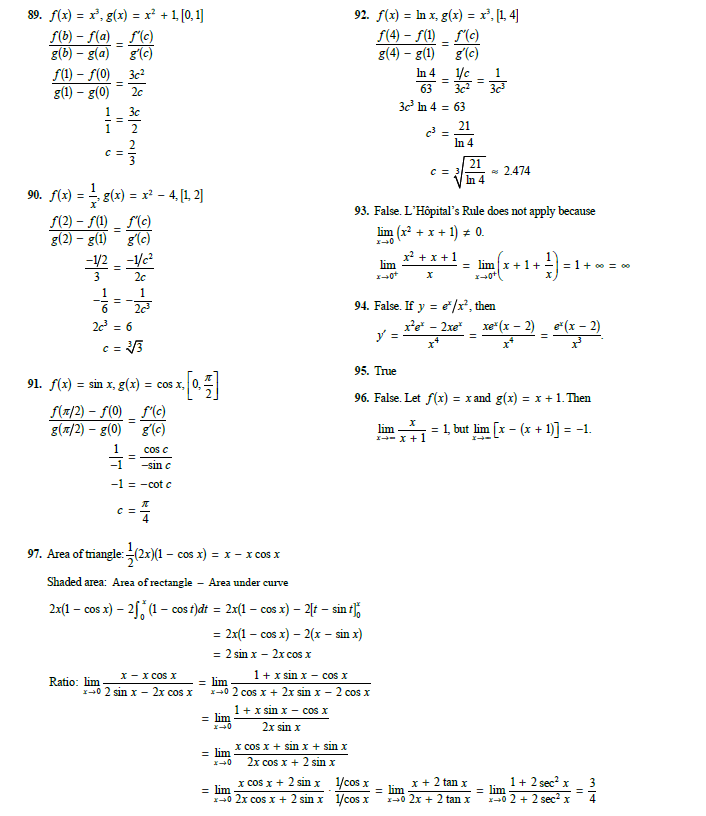 89. f(x) = x³, g(x) = x² + 1, [0, 1]
(f(b) − f(a))/(g(b) − g(a)) = f′(c)/g′(c)
(f(1) − f(0))/(g(1) − g(0)) = 3c²/2c
1/1 = 3c/2
c = 2/3
90. f(x) = 1/x, g(x) = x² − 4, [1, 2]
(f(2) − f(1))/(g(2) − g(1)) = f′(c)/g′(c)
(−1/2)/3 = (−1/c²)/2c
−1/6 = −1/2c³
2c³ = 6
c = ∛3
91. f(x) = sin x, g(x) = cos x, [0, π/2]
(f(π/2) − f(0))/(g(π/2) − g(0)) = f′(c)/g′(c)
1/−1 = cos c/−sin c
−1 = −cot c
c = π/4
92. f(x) = ln x, g(x) = x³, [1, 4]
(f(4) − f(1))/(g(4) − g(1)) = f′(c)/g′(c)
ln 4/63 = (1/c)/3c² = 1/3c³
3c³ ln 4 = 63
c³ = 21/ln 4
c = ∛(21/ln 4) ≈ 2.474
93. False. L'Hôpital's Rule does not apply because
lim x→0 (x² + x + 1) ≠ 0.
lim x→0⁺ (x² + x + 1)/x = lim x→0⁺ (x + 1 + 1/x) = 1 + ∞ = ∞
94. False. If y = eˣ/x², then
y′ = (x²eˣ − 2xeˣ)/x⁴ = xeˣ(x − 2)/x⁴ = eˣ(x − 2)/x³.
95. True
96. False. Let f(x) = x and g(x) = x + 1. Then
lim x→∞ x/(x + 1) = 1, but lim x→∞ [x − (x + 1)] = −1.
97. Area of triangle: 1/2(2x)(1 − cos x) = x − x cos x
Shaded area: Area of rectangle − Area under curve
2x(1 − cos x) − 2∫₀ˣ (1 − cos t)dt = 2x(1 − cos x) − 2[t − sin t]₀ˣ
= 2x(1 − cos x) − 2(x − sin x)
= 2 sin x − 2x cos x
Ratio: lim x→0 (x − x cos x)/(2 sin x − 2x cos x) = lim x→0 (1 + x sin x − cos x)/(2 cos x + 2x sin x − 2 cos x)
= lim x→0 (1 + x sin x − cos x)/(2x sin x)
= lim x→0 (x cos x + sin x + sin x)/(2x cos x + 2 sin x)
= lim x→0 (x cos x + 2 sin x)/(2x cos x + 2 sin x) · (1/cos x)/(1/cos x) = lim x→0 (x + 2 tan x)/(2x + 2 tan x) = lim x→0 (1 + 2 sec² x)/(2 + 2 sec² x) = 3/4